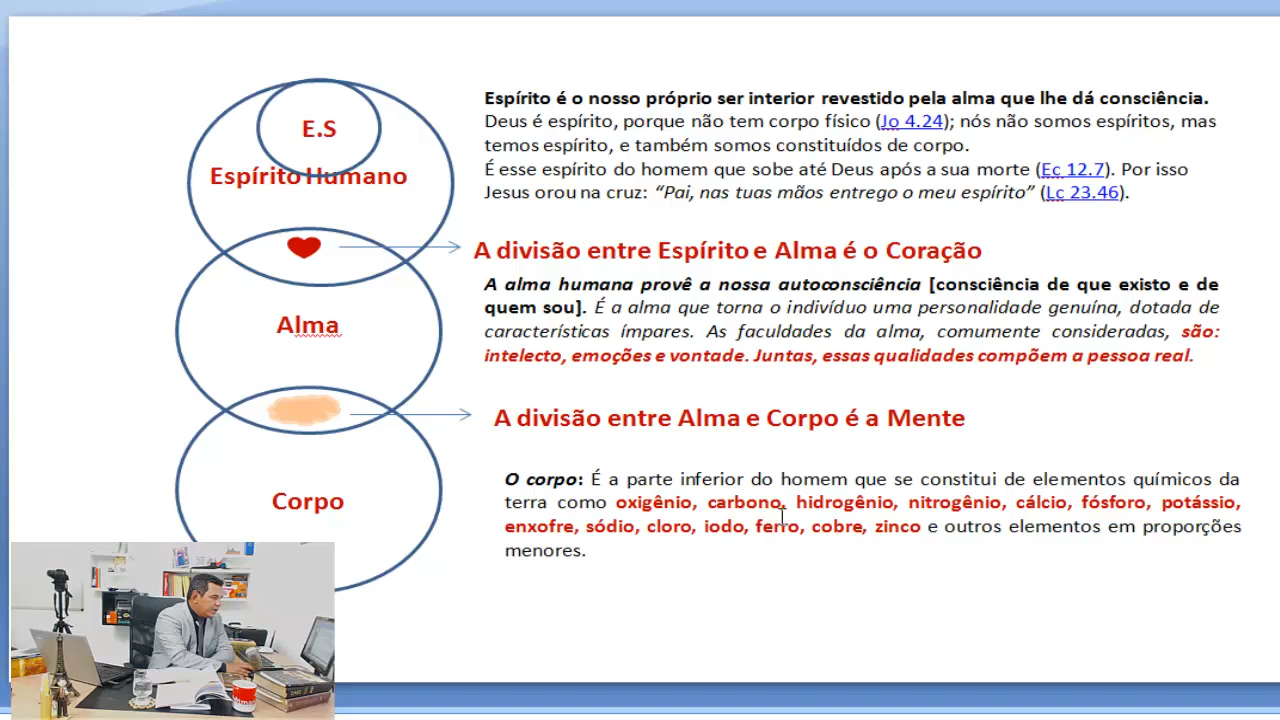 E.S
Espírito Humano
Espírito é o nosso próprio ser interior revestido pela alma que lhe dá consciência.
Deus é espírito, porque não tem corpo físico (Jo 4.24); nós não somos espíritos, mas
temos espírito, e também somos constituídos de corpo.
É esse espírito do homem que sobe até Deus após a sua morte (Ec 12.7). Por isso
Jesus orou na cruz: “Pai, nas tuas mãos entrego o meu espírito” (Lc 23.46).
A divisão entre Espírito e Alma é o Coração
Alma
A alma humana provê a nossa autoconsciência [consciência de que existo e de
quem sou]. É a alma que torna o indivíduo uma personalidade genuína, dotada de
características ímpares. As faculdades da alma, comumente consideradas, são:
intelecto, emoções e vontade. Juntas, essas qualidades compõem a pessoa real.
A divisão entre Alma e Corpo é a Mente
Corpo
O corpo: É a parte inferior do homem que se constitui de elementos químicos da
terra como oxigênio, carbono, hidrogênio, nitrogênio, cálcio, fósforo, potássio,
enxofre, sódio, cloro, iodo, ferro, cobre, zinco e outros elementos em proporções
menores.